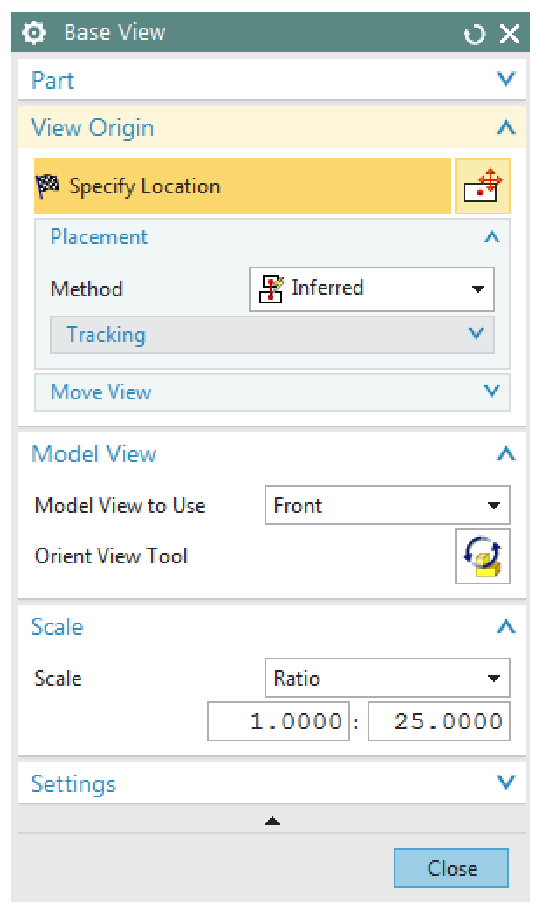 Base View
Part
View Origin
Specify Location
Placement
Method Inferred
Tracking
Move View
Model View
Model View to Use Front
Orient View Tool
Scale
Scale Ratio
1.0000 : 25.0000
Settings
Close